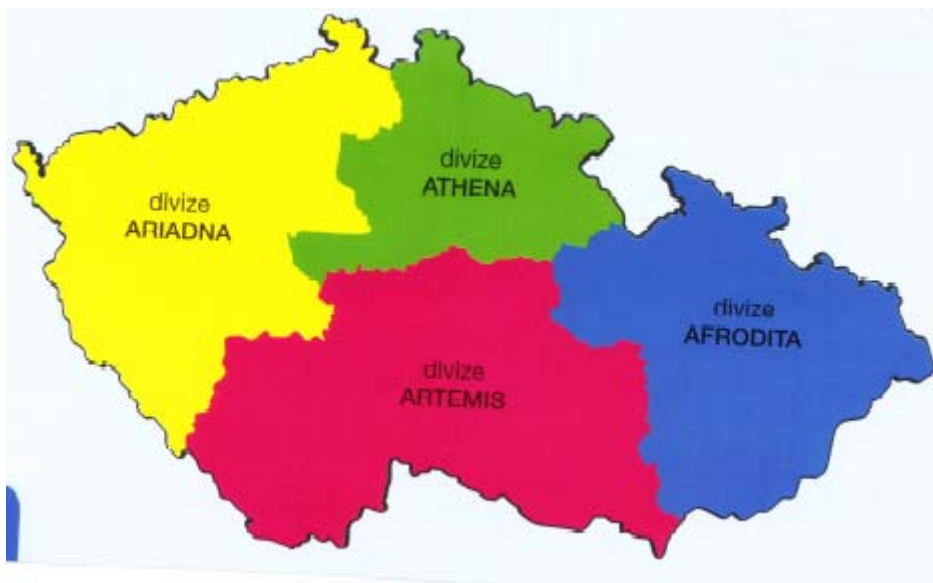 divize
ATHENA
divize
ARIADNA
divize
AFRODITA
divize
ARTEMIS